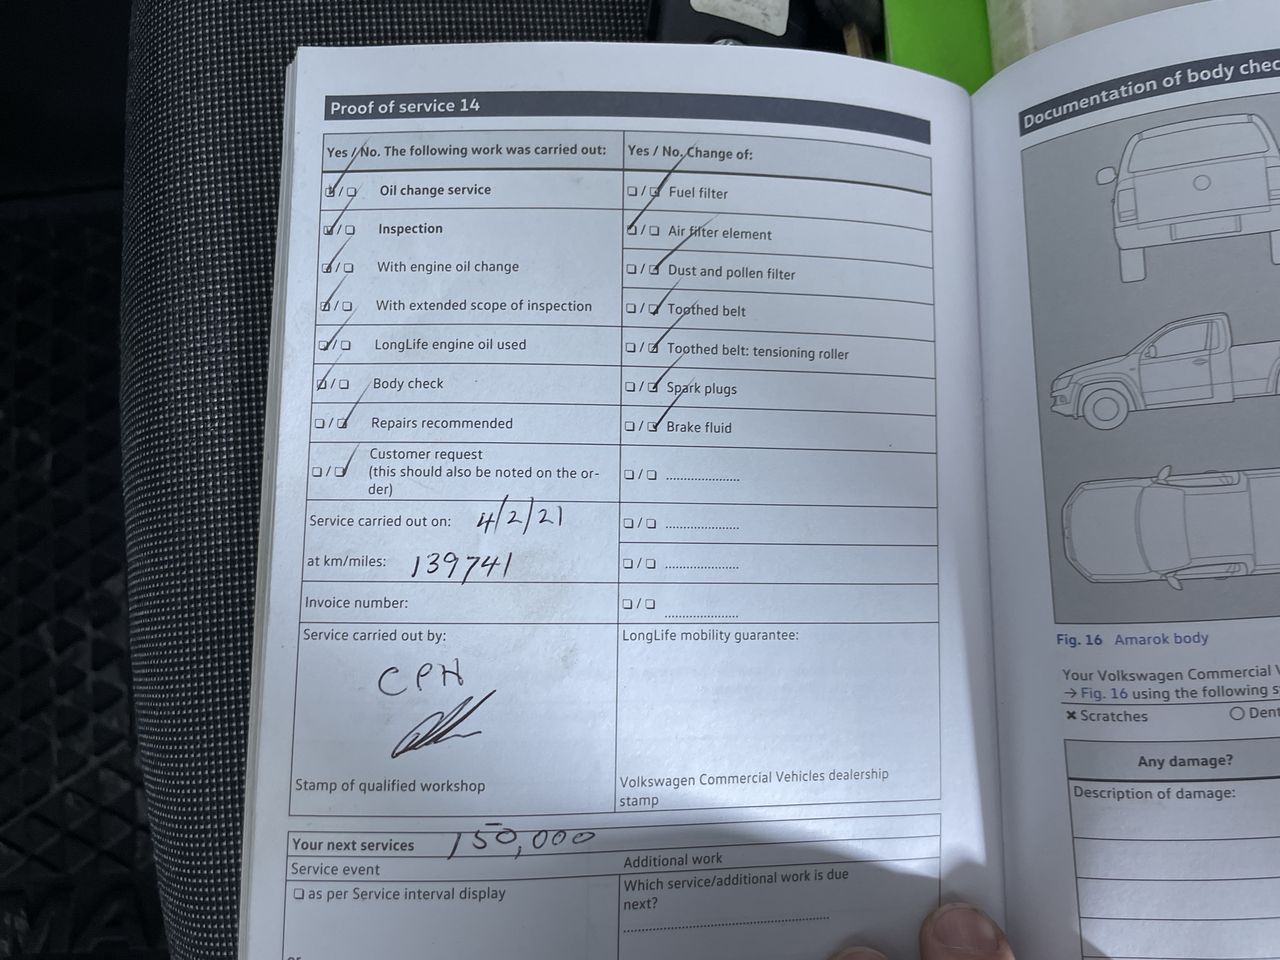 Proof of service 14
Yes / No. The following work was carried out:
Oil change service
Inspection
With engine oil change
With extended scope of inspection
LongLife engine oil used
Body check
Repairs recommended
Customer request
(this should also be noted on the or-
der)
Service carried out on: 4/2/21
at km/miles: 139741
Invoice number:
Service carried out by:
CPH
Stamp of qualified workshop
Yes / No. Change of:
Fuel filter
Air filter element
Dust and pollen filter
Toothed belt
Toothed belt: tensioning roller
Spark plugs
Brake fluid
LongLife mobility guarantee:
Volkswagen Commercial Vehicles dealership
stamp
Your next services 150,000
Service event
as per Service interval display
Additional work
Which service/additional work is due
next?
Documentation of body chec
Fig. 16 Amarok body
Your Volkswagen Commercial V
→ Fig. 16 using the following s
× Scratches
Dent
Any damage?
Description of damage: